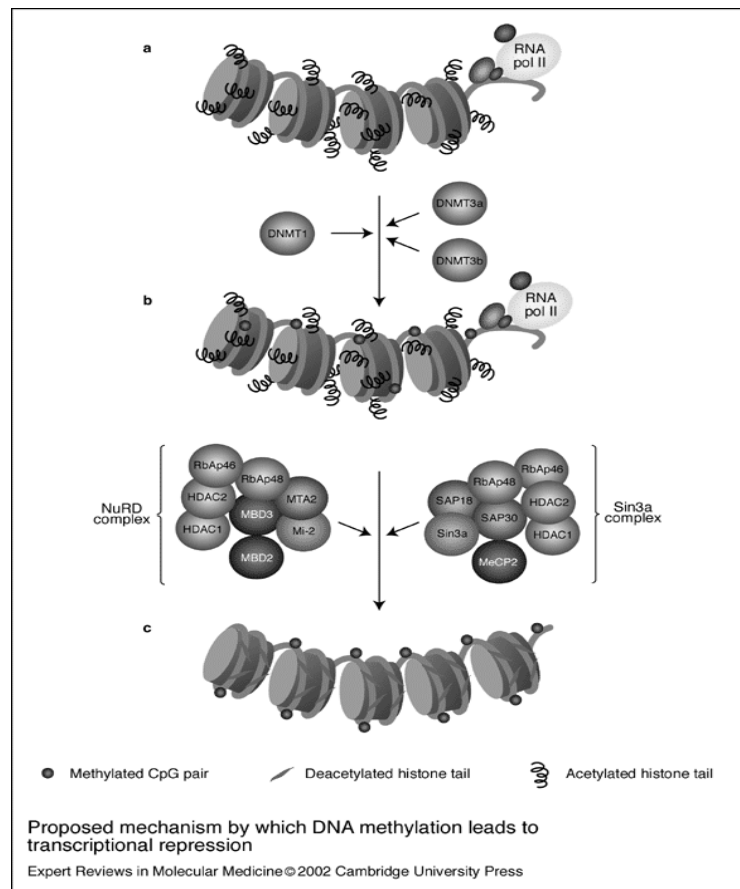 a
RNA
pol II
DNMT3a
DNMT1
DNMT3b
b
RNA
pol II
NuRD
complex
RbAp46
RbAp48
HDAC2
MTA2
MBD3
HDAC1
Mi-2
MBD2
RbAp46
RbAp48
SAP18
HDAC2
SAP30
Sin3a
HDAC1
MeCP2
Sin3a
complex
c
Methylated CpG pair
Deacetylated histone tail
Acetylated histone tail
Proposed mechanism by which DNA methylation leads to
transcriptional repression
Expert Reviews in Molecular Medicine © 2002 Cambridge University Press